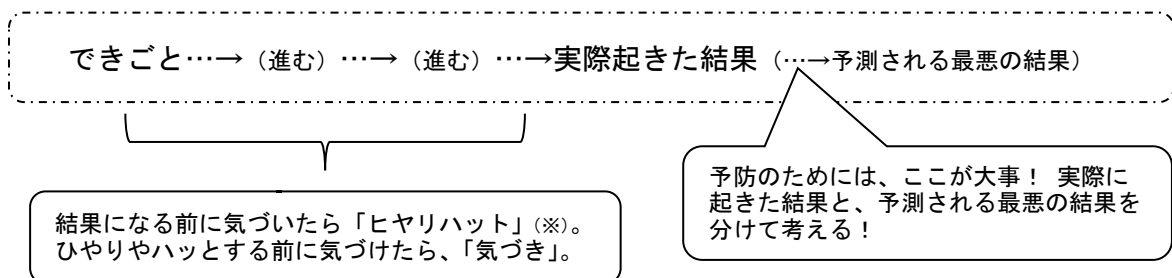 できごと…→（進む）…→（進む）…→実際起きた結果（…→予測される最悪の結果）
結果になる前に気づいたら「ヒヤリハット」（※）。
ひやりやハッとする前に気づけたら、「気づき」。
予防のためには、ここが大事！ 実際に
起きた結果と、予測される最悪の結果を
分けて考える！